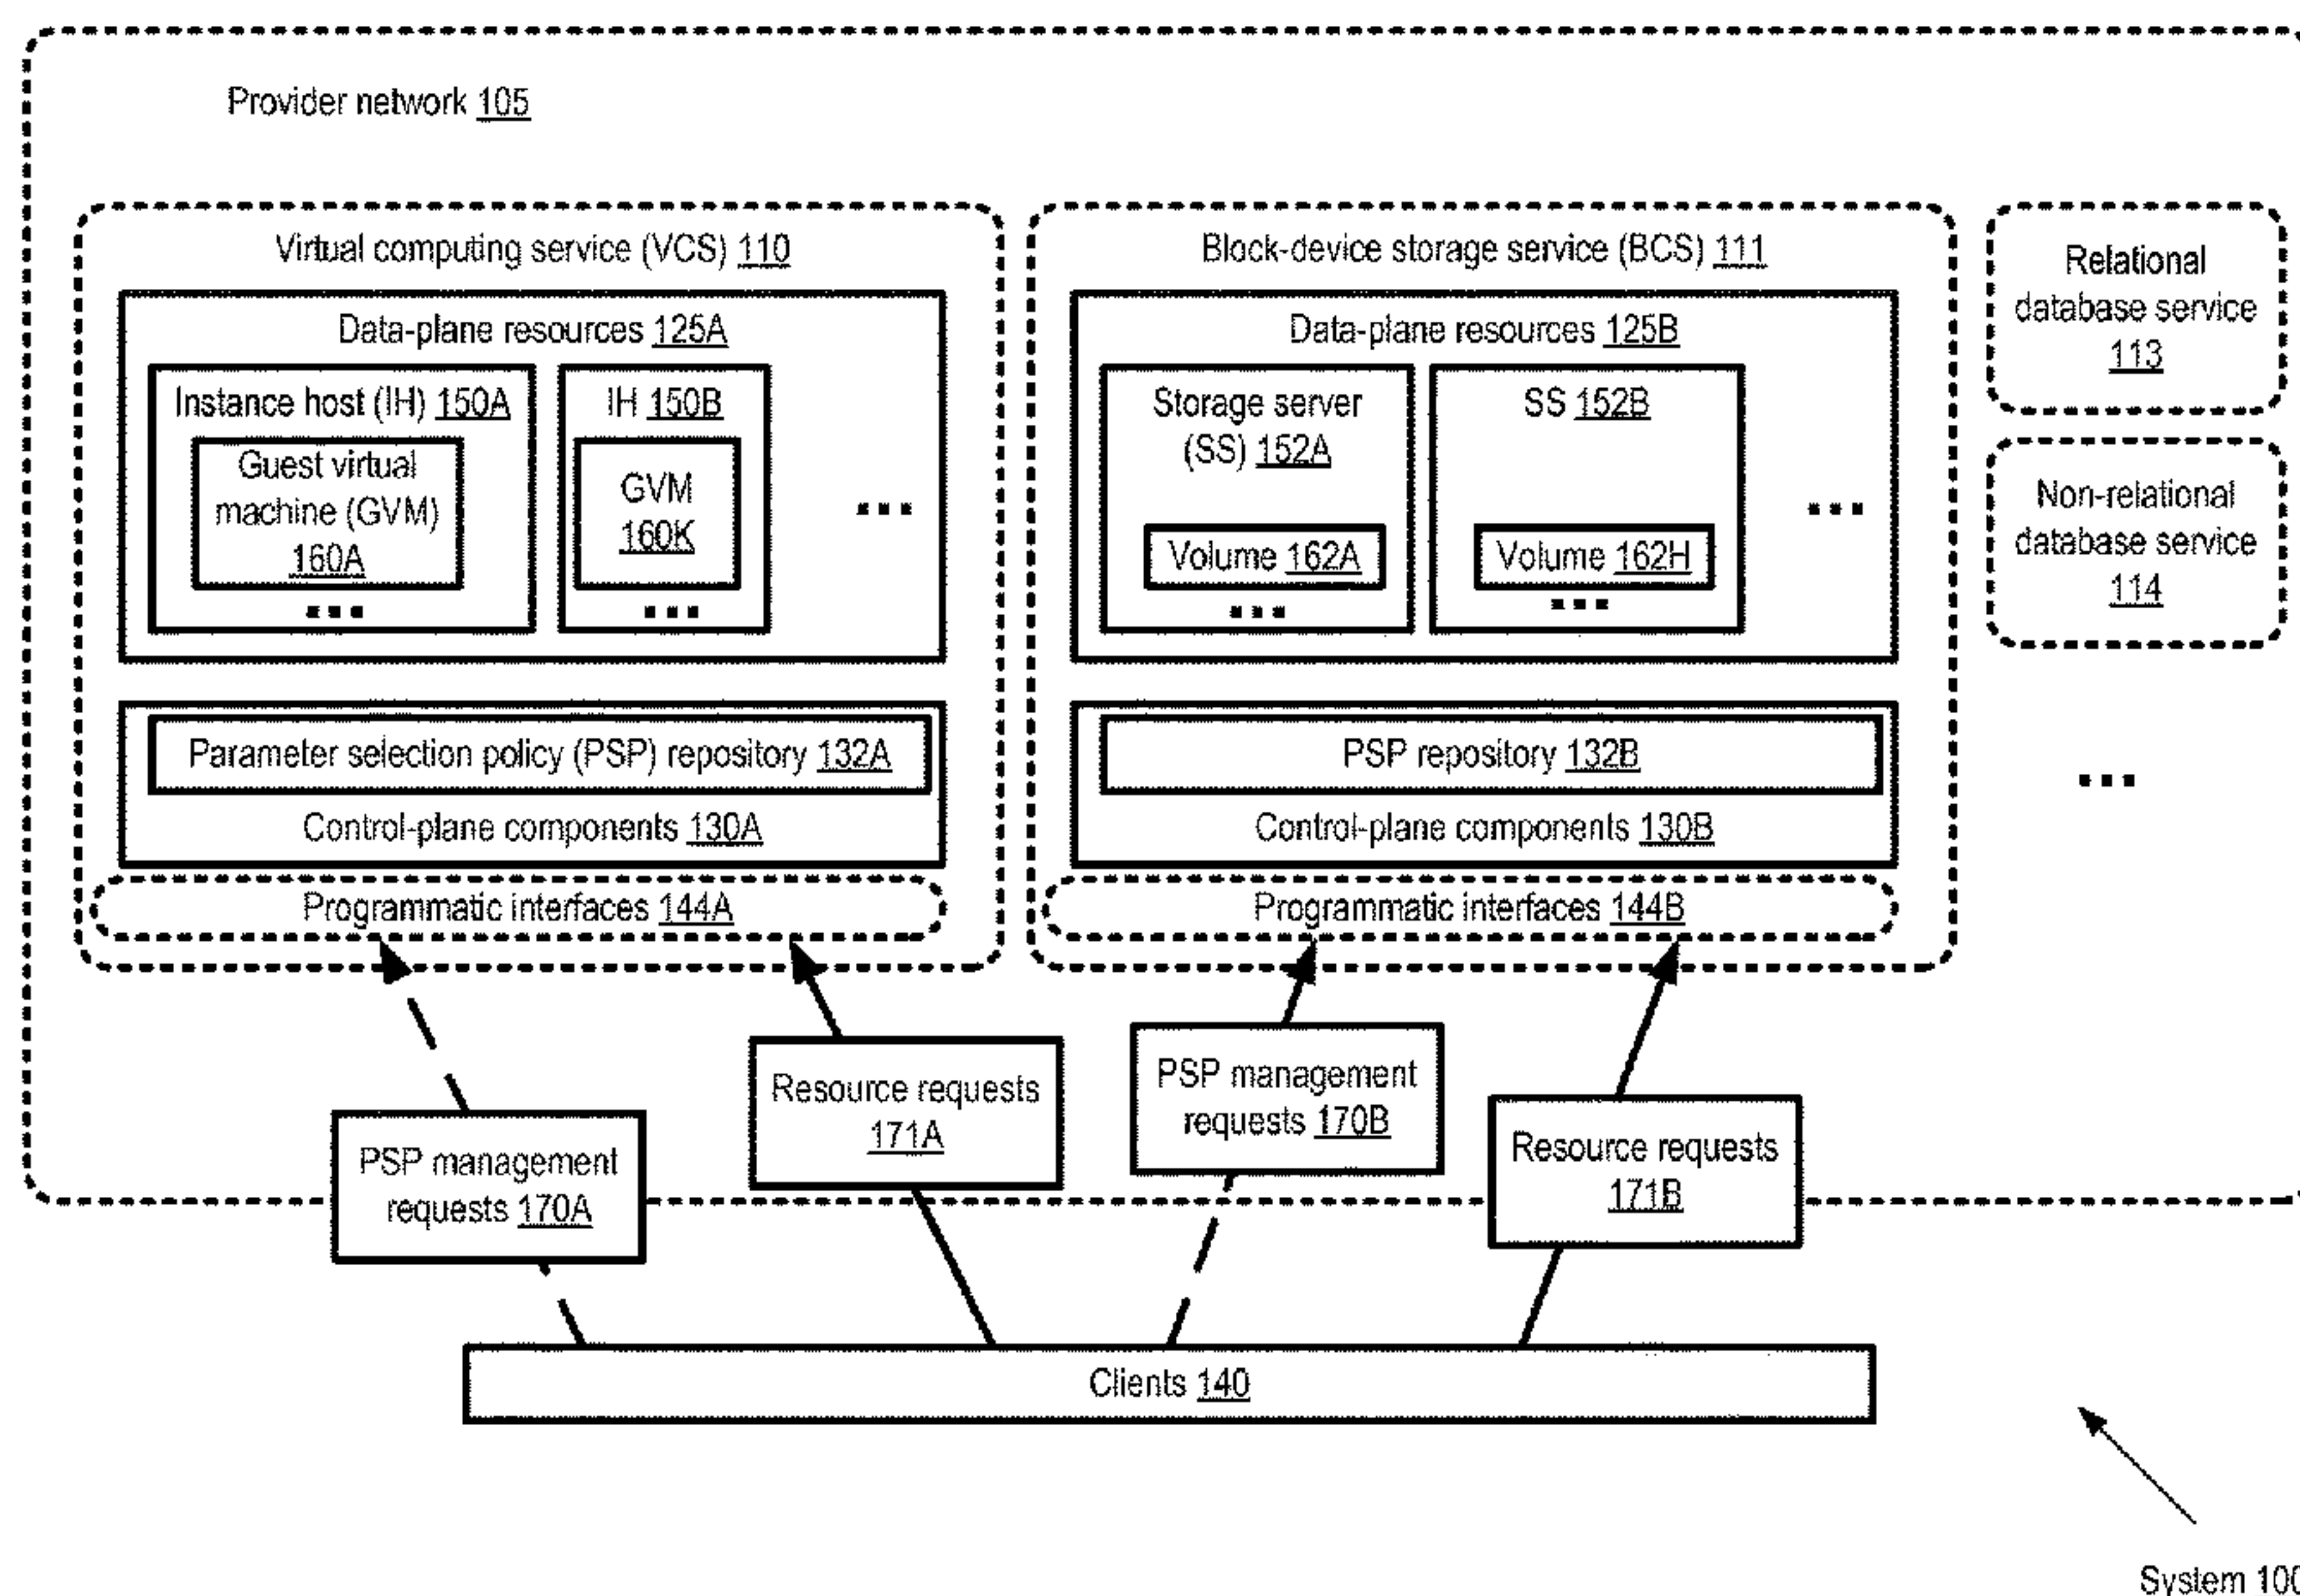 Provider network 105
Virtual computing service (VCS) 110
Data-plane resources 125A
Instance host (IH) 150A
Guest virtual
machine (GVM)
160A
...
IH 150B
GVM
160K
...
...
Parameter selection policy (PSP) repository 132A
Control-plane components 130A
Programmatic interfaces 144A
Block-device storage service (BCS) 111
Data-plane resources 125B
Storage server
(SS) 152A
Volume 162A
...
SS 152B
Volume 162H
...
...
PSP repository 132B
Control-plane components 130B
Programmatic interfaces 144B
Relational
database service
113
Non-relational
database service
114
...
PSP management
requests 170A
Resource requests
171A
PSP management
requests 170B
Resource requests
171B
Clients 140
System 100